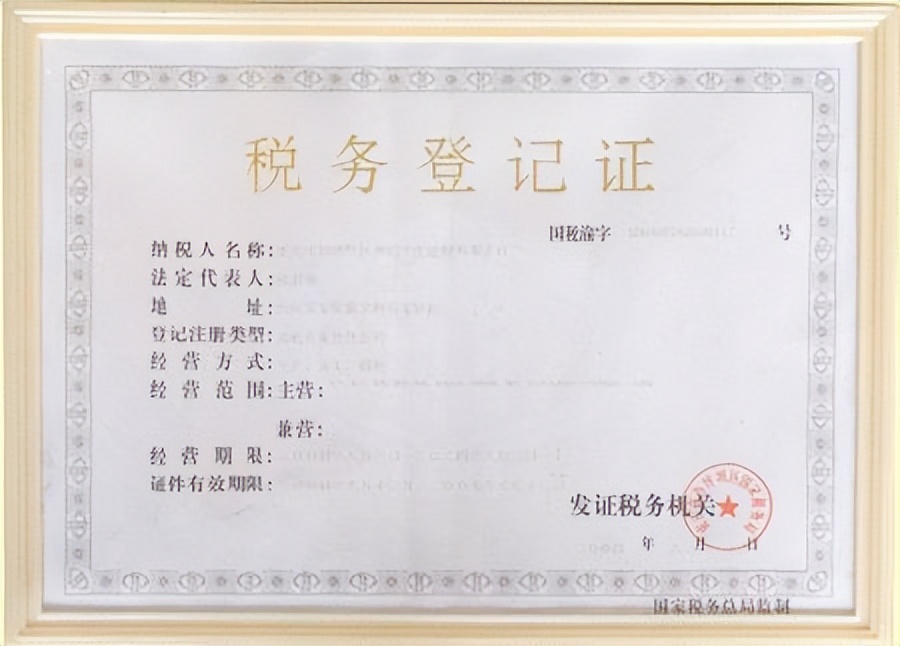 税务登记证
国税渝字 号
纳税人名称:
法定代表人:
地 址:
登记注册类型:
经营方式:
经营范围:主营:
兼营:
经营期限:
证件有效期限:
发证税务机关
年 月 日
国家税务总局监制